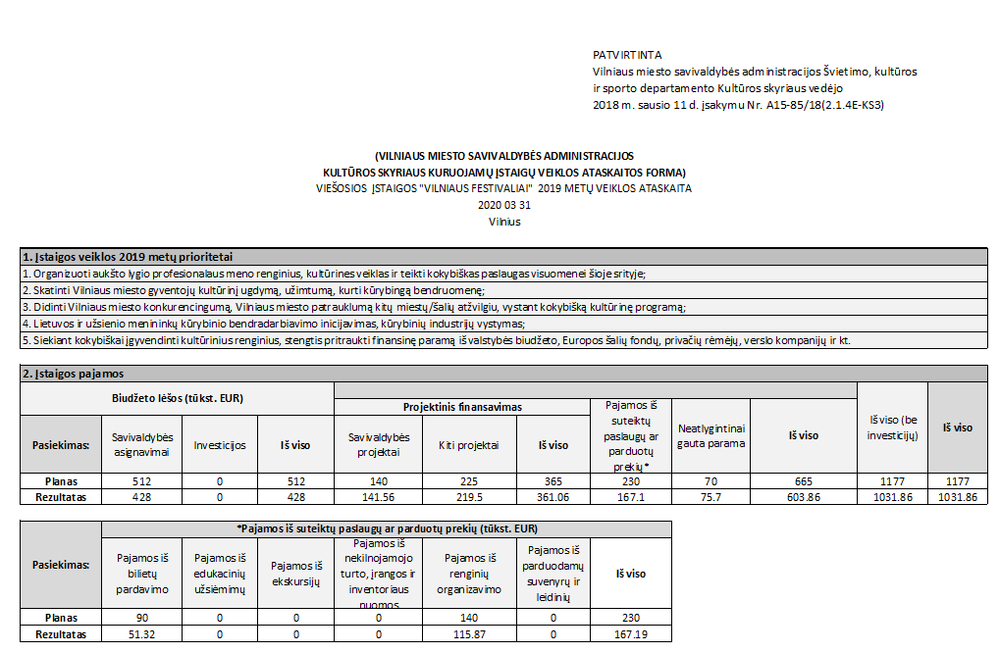 PATVIRTINTA
Vilniaus miesto savivaldybės administracijos Švietimo, kultūros
ir sporto departamento Kultūros skyriaus vedėjo
2018 m. sausio 11 d. įsakymu Nr. A15-85/18(2.1.4E-KS3)
(VILNIAUS MIESTO SAVIVALDYBĖS ADMINISTRACIJOS
KULTŪROS SKYRIAUS KURUOJAMŲ ĮSTAIGŲ VEIKLOS ATASKAITOS FORMA)
VIEŠOSIOS ĮSTAIGOS "VILNIAUS FESTIVALIAI" 2019 METŲ VEIKLOS ATASKAITA
2020 03 31
Vilnius
1. Įstaigos veiklos 2019 metų prioritetai
1. Organizuoti aukšto lygio profesionalaus meno renginius, kultūrines veiklas ir teikti kokybiškas paslaugas visuomenei šioje srityje;
2. Skatinti Vilniaus miesto gyventojų kultūrinį ugdymą, užimtumą, kurti kūrybingą bendruomenę;
3. Didinti Vilniaus miesto konkurencingumą, Vilniaus miesto patrauklumą kitų miestų/šalių atžvilgiu, vystant kokybišką kultūrinę programą;
4. Lietuvos ir užsienio menininkų kūrybinio bendradarbiavimo inicijavimas, kūrybinių industrijų vystymas;
5. Siekiant kokybiškai įgyvendinti kultūrinius renginius, stengtis pritraukti finansinę paramą iš valstybės biudžeto, Europos šalių fondų, privačių rėmėjų, verslo kompanijų ir kt.
2. Įstaigos pajamos
Biudžeto lėšos (tūkst. EUR)
Projektinis finansavimas
Pajamos iš
suteiktų
paslaugų ar
parduotų
prekių*
Neatlygintinai
gauta parama
Iš viso
Iš viso (be
investicijų)
Iš viso
Pasiekimas:
Savivaldybės
asignavimai
Investicijos
Iš viso
Savivaldybės
projektai
Kiti projektai
Iš viso
Planas 512 0 512 140 225 365 230 70 665 1177 1177
Rezultatas 428 0 428 141.56 219.5 361.06 167.1 75.7 603.86 1031.86 1031.86
*Pajamos iš suteiktų paslaugų ar parduotų prekių (tūkst. EUR)
Pasiekimas:
Pajamos iš
bilietų
pardavimo
Pajamos iš
edukacinių
užsiėmimų
Pajamos iš
ekskursijų
Pajamos iš
nekilnojamojo
turto, įrangos ir
inventoriaus
nuomos
Pajamos iš
renginių
organizavimo
Pajamos iš
parduodamų
suvenyrų ir
leidinių
Iš viso
Planas 90 0 0 0 140 0 230
Rezultatas 51.32 0 0 0 115.87 0 167.19